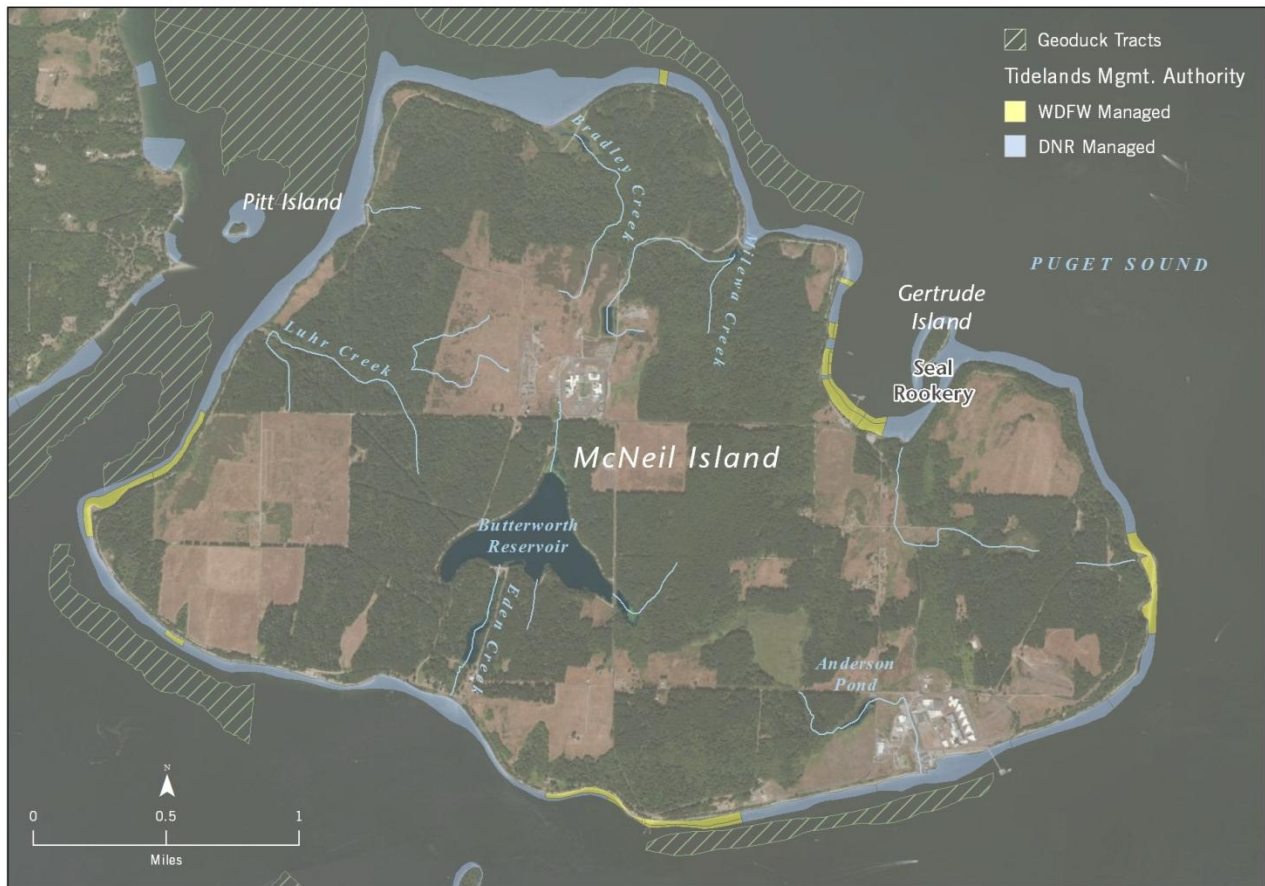 Geoduck Tracts
Tidelands Mgmt. Authority
WDFW Managed
DNR Managed
Bradley Creek
Pitt Island
Milewa Creek
PUGET SOUND
Gertrude
Island
Seal
Rookery
Luhr Creek
McNeil Island
Butterworth
Reservoir
Eden Creek
Anderson
Pond
N
0 0.5 1
Miles